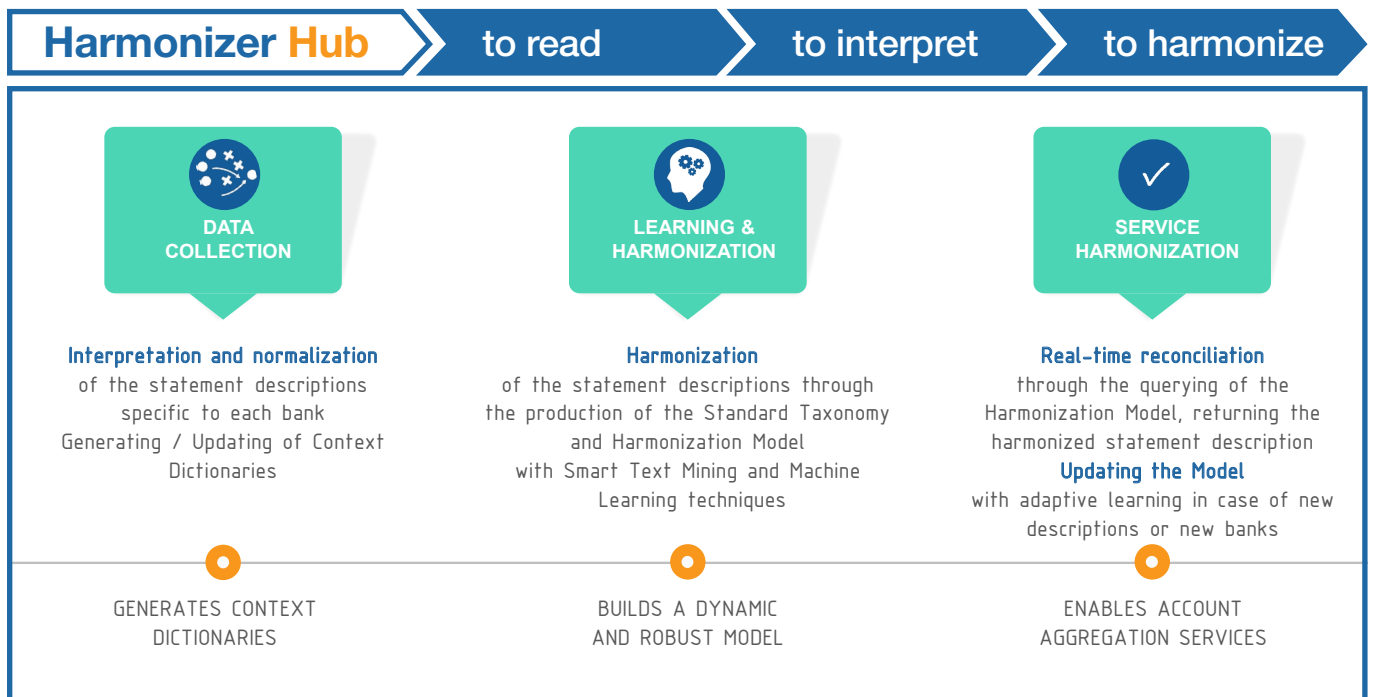 Harmonizer Hub
to read
to interpret
to harmonize
DATA
COLLECTION
Interpretation and normalization
of the statement descriptions
specific to each bank
Generating / Updating of Context
Dictionaries
GENERATES CONTEXT
DICTIONARIES
LEARNING &
HARMONIZATION
Harmonization
of the statement descriptions through
the production of the Standard Taxonomy
and Harmonization Model
with Smart Text Mining and Machine
Learning techniques
BUILDS A DYNAMIC
AND ROBUST MODEL
SERVICE
HARMONIZATION
Real-time reconciliation
through the querying of the
Harmonization Model, returning the
harmonized statement description
Updating the Model
with adaptive learning in case of new
descriptions or new banks
ENABLES ACCOUNT
AGGREGATION SERVICES